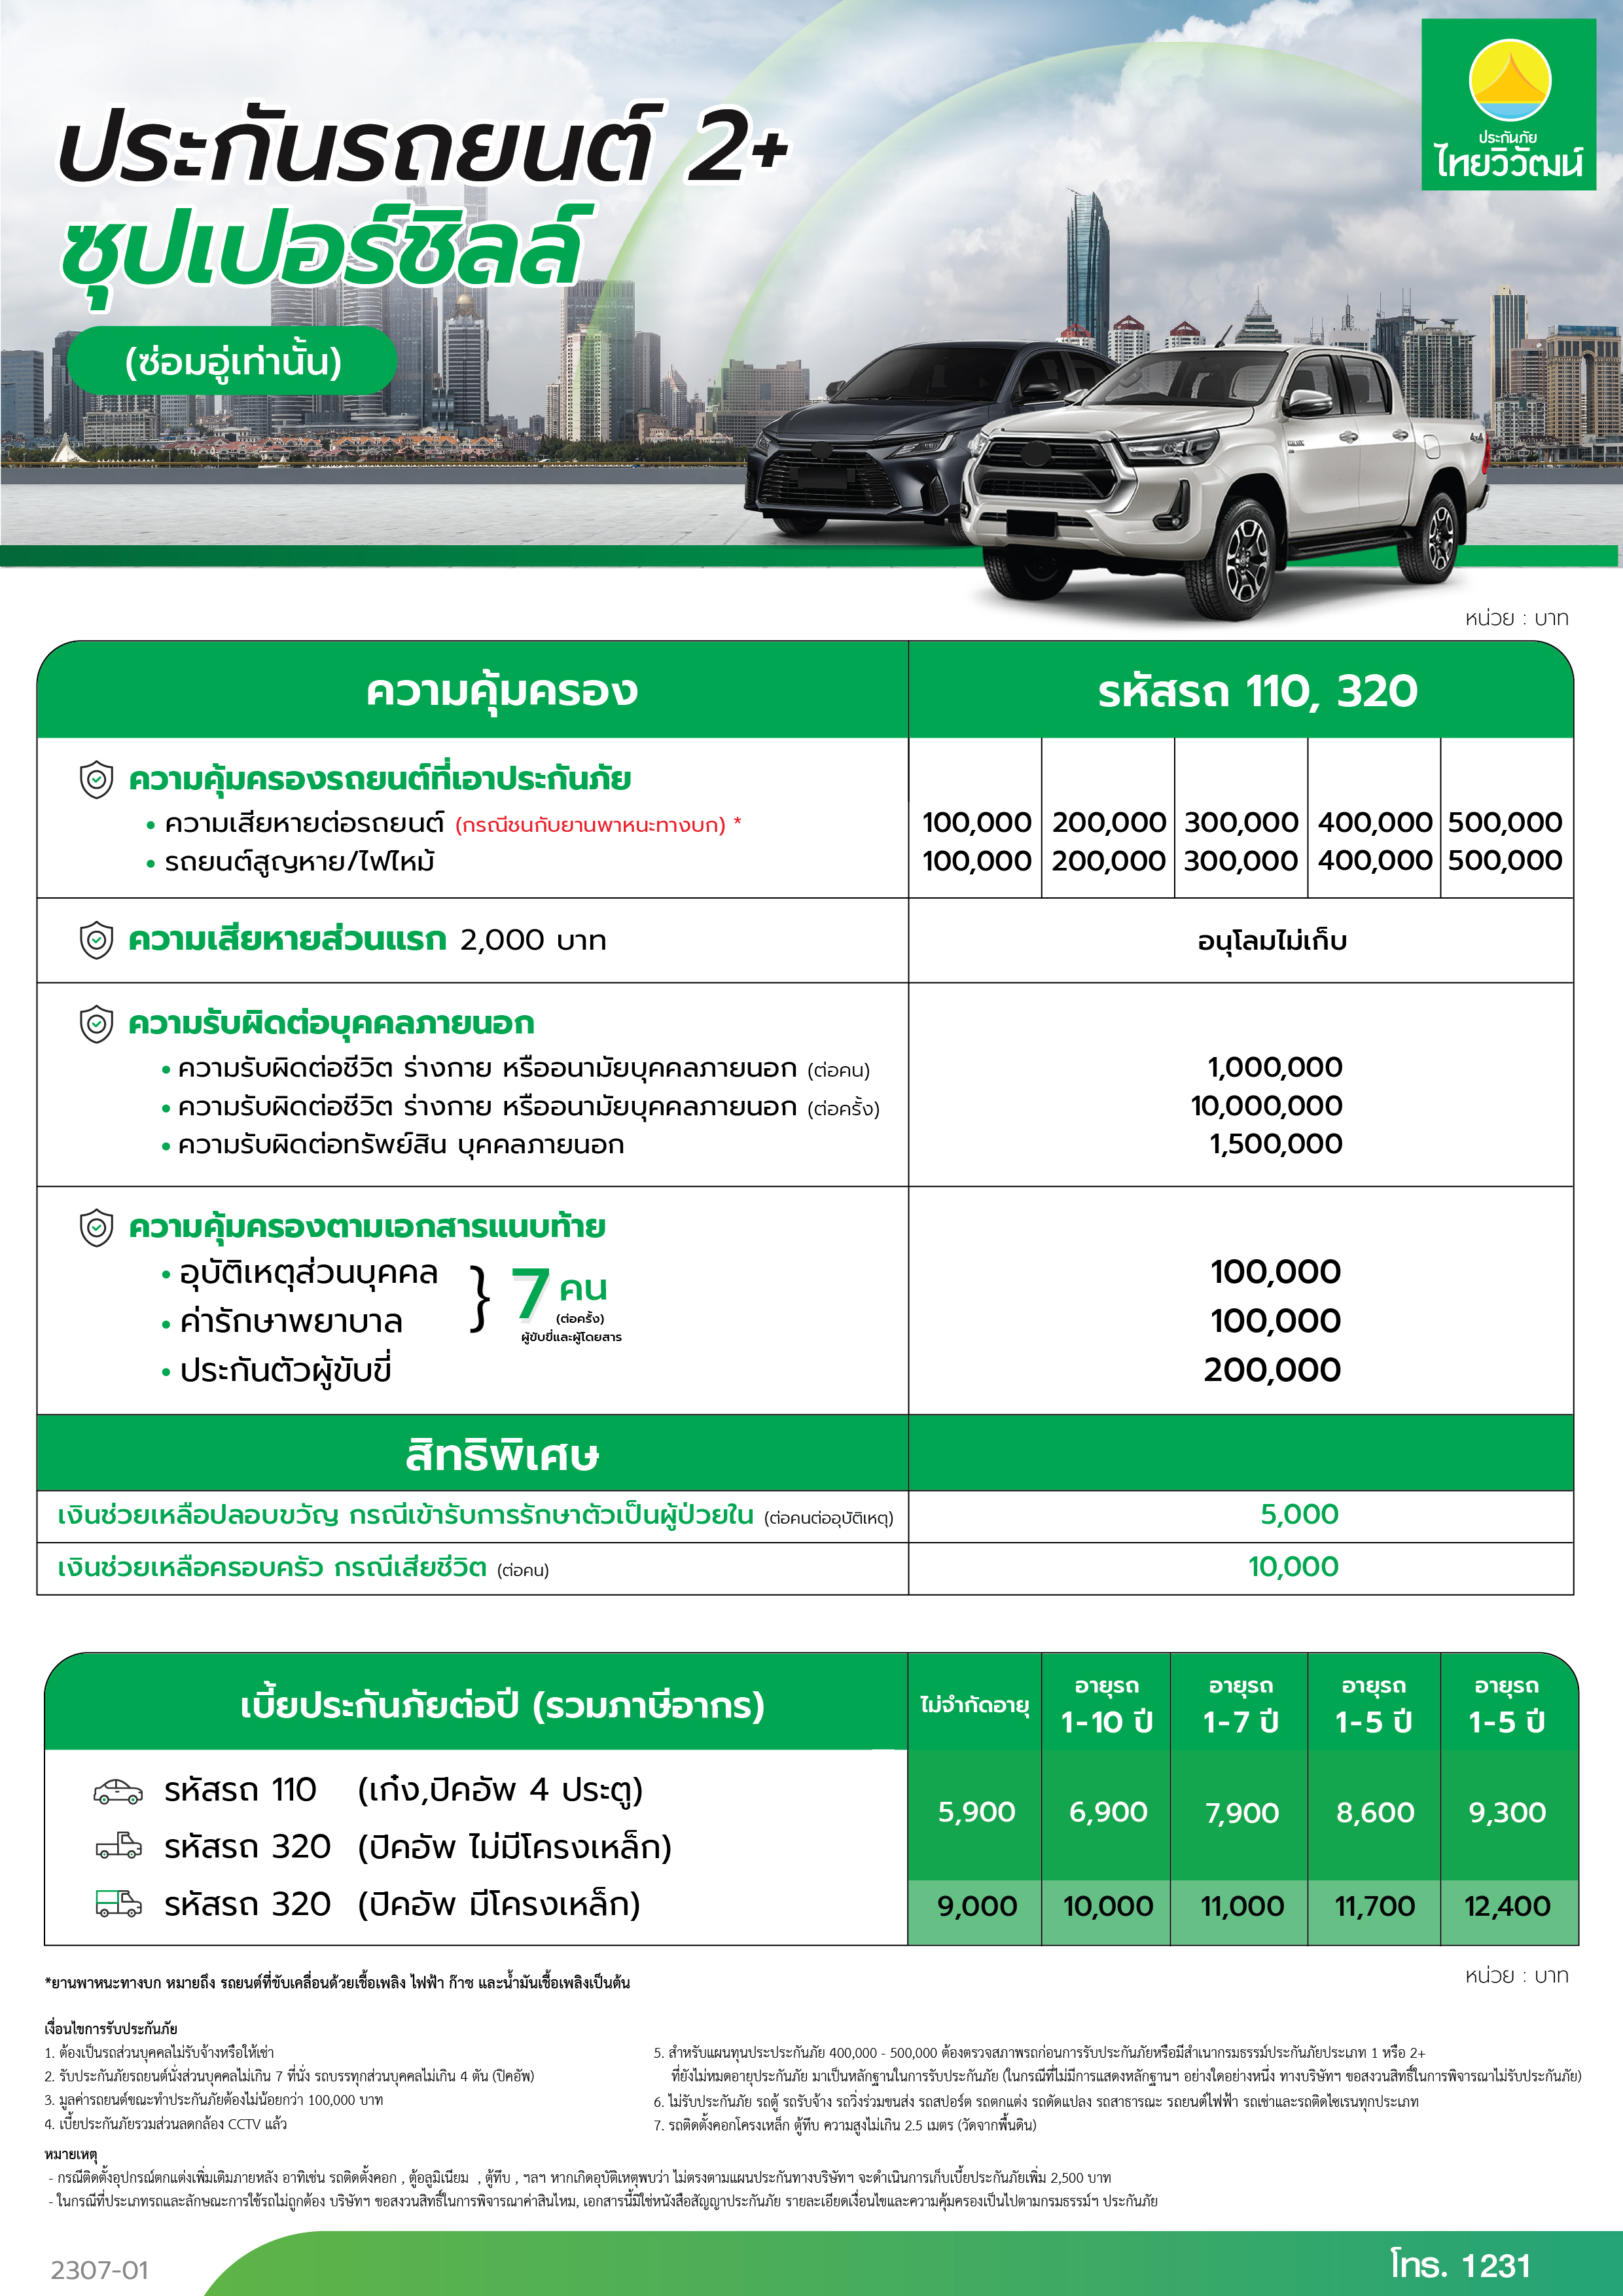 ประกันภัย
ไทยวิวัฒน์
ประกันรถยนต์ 2+
ซุปเปอร์ชิลล์
(ซ่อมอู่เท่านั้น)
หน่วย : บาท
ความคุ้มครอง รหัสรถ 110, 320
ความคุ้มครองรถยนต์ที่เอาประกันภัย
• ความเสียหายต่อรถยนต์ (กรณีชนกับยานพาหนะทางบก) * 100,000 200,000 300,000 400,000 500,000
• รถยนต์สูญหาย/ไฟไหม้ 100,000 200,000 300,000 400,000 500,000
ความเสียหายส่วนแรก 2,000 บาท อนุโลมไม่เก็บ
ความรับผิดต่อบุคคลภายนอก
• ความรับผิดต่อชีวิต ร่างกาย หรืออนามัยบุคคลภายนอก (ต่อคน) 1,000,000
• ความรับผิดต่อชีวิต ร่างกาย หรืออนามัยบุคคลภายนอก (ต่อครั้ง) 10,000,000
• ความรับผิดต่อทรัพย์สิน บุคคลภายนอก 1,500,000
ความคุ้มครองตามเอกสารแนบท้าย
• อุบัติเหตุส่วนบุคคล 100,000
• ค่ารักษาพยาบาล 100,000
} 7 คน
(ต่อครั้ง)
ผู้ขับขี่และผู้โดยสาร
• ประกันตัวผู้ขับขี่ 200,000
สิทธิพิเศษ
เงินช่วยเหลือปลอบขวัญ กรณีเข้ารับการรักษาตัวเป็นผู้ป่วยใน (ต่อคนต่ออุบัติเหตุ) 5,000
เงินช่วยเหลือครอบครัว กรณีเสียชีวิต (ต่อคน) 10,000
เบี้ยประกันภัยต่อปี (รวมภาษีอากร) ไม่จำกัดอายุ อายุรถ 1-10 ปี อายุรถ 1-7 ปี อายุรถ 1-5 ปี อายุรถ 1-5 ปี
รหัสรถ 110 (เก๋ง,ปิคอัพ 4 ประตู)
5,900 6,900 7,900 8,600 9,300
รหัสรถ 320 (ปิคอัพ ไม่มีโครงเหล็ก)
รหัสรถ 320 (ปิคอัพ มีโครงเหล็ก) 9,000 10,000 11,000 11,700 12,400
หน่วย : บาท
*ยานพาหนะทางบก หมายถึง รถยนต์ที่ขับเคลื่อนด้วยเชื้อเพลิง ไฟฟ้า ก๊าซ และน้ำมันเชื้อเพลิงเป็นต้น
เงื่อนไขการรับประกันภัย
1. ต้องเป็นรถส่วนบุคคลไม่รับจ้างหรือให้เช่า
2. รับประกันภัยรถยนต์นั่งส่วนบุคคลไม่เกิน 7 ที่นั่ง รถบรรทุกส่วนบุคคลไม่เกิน 4 ตัน (ปิคอัพ)
3. มูลค่ารถยนต์ขณะทำประกันภัยต้องไม่น้อยกว่า 100,000 บาท
4. เบี้ยประกันภัยรวมส่วนลดกล้อง CCTV แล้ว
5. สำหรับแผนทุนประประกันภัย 400,000 - 500,000 ต้องตรวจสภาพรถก่อนการรับประกันภัยหรือมีสำเนากรมธรรม์ประกันภัยประเภท 1 หรือ 2+
ที่ยังไม่หมดอายุประกันภัย มาเป็นหลักฐานในการรับประกันภัย (ในกรณีที่ไม่มีการแสดงหลักฐานฯ อย่างใดอย่างหนึ่ง ทางบริษัทฯ ขอสงวนสิทธิ์ในการพิจารณาไม่รับประกันภัย)
6. ไม่รับประกันภัย รถตู้ รถรับจ้าง รถวิ่งร่วมขนส่ง รถสปอร์ต รถตกแต่ง รถดัดแปลง รถสาธารณะ รถยนต์ไฟฟ้า รถเช่าและรถติดไซเรนทุกประเภท
7. รถติดตั้งคอกโครงเหล็ก ตู้ทึบ ความสูงไม่เกิน 2.5 เมตร (วัดจากพื้นดิน)
หมายเหตุ
- กรณีติดตั้งอุปกรณ์ตกแต่งเพิ่มเติมภายหลัง อาทิเช่น รถติดตั้งคอก , ตู้อลูมิเนียม , ตู้ทึบ , ฯลฯ หากเกิดอุบัติเหตุพบว่า ไม่ตรงตามแผนประกันทางบริษัทฯ จะดำเนินการเก็บเบี้ยประกันภัยเพิ่ม 2,500 บาท
- ในกรณีที่ประเภทรถและลักษณะการใช้รถไม่ถูกต้อง บริษัทฯ ขอสงวนสิทธิ์ในการพิจารณาค่าสินไหม, เอกสารนี้มิใช่หนังสือสัญญาประกันภัย รายละเอียดเงื่อนไขและความคุ้มครองเป็นไปตามกรมธรรม์ฯ ประกันภัย
2307-01
โทร. 1231